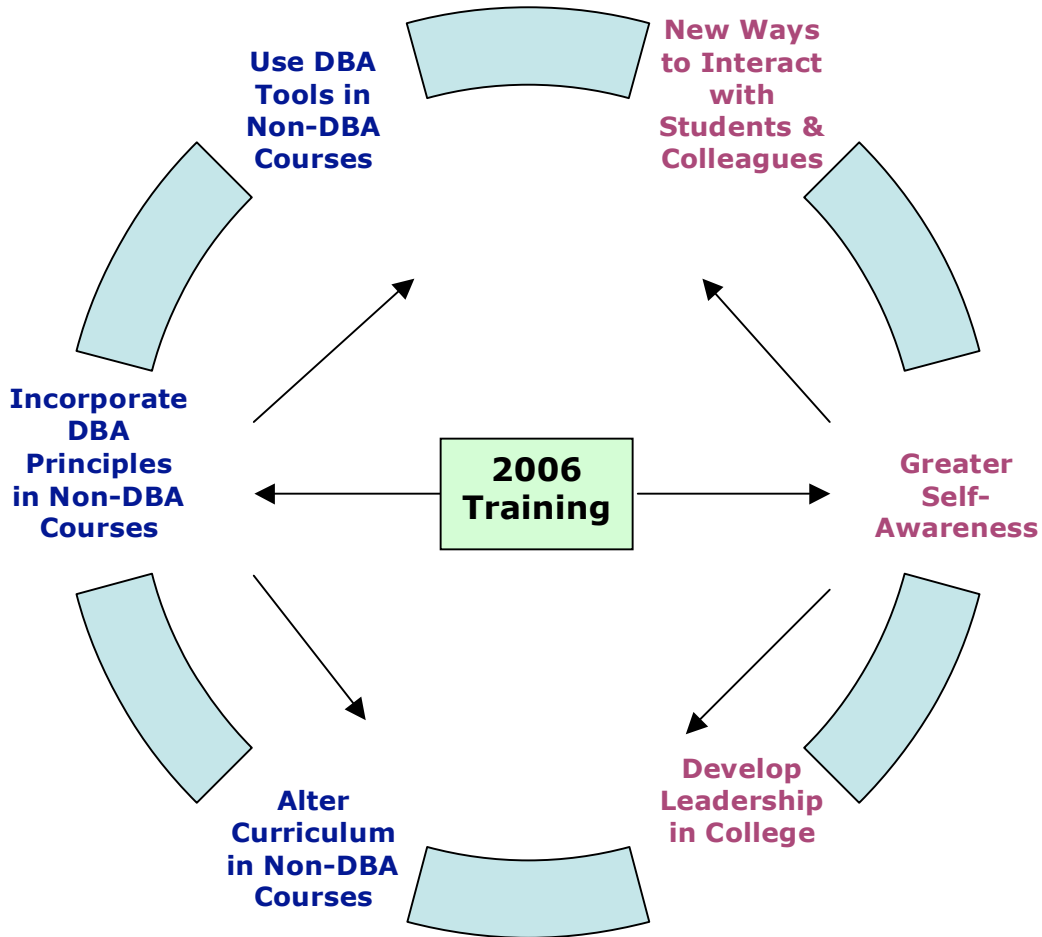 Use DBA
Tools in
Non-DBA
Courses
New Ways
to Interact
with
Students &
Colleagues
Incorporate
DBA
Principles
in Non-DBA
Courses
2006
Training
Greater
Self-
Awareness
Alter
Curriculum
in Non-DBA
Courses
Develop
Leadership
in College